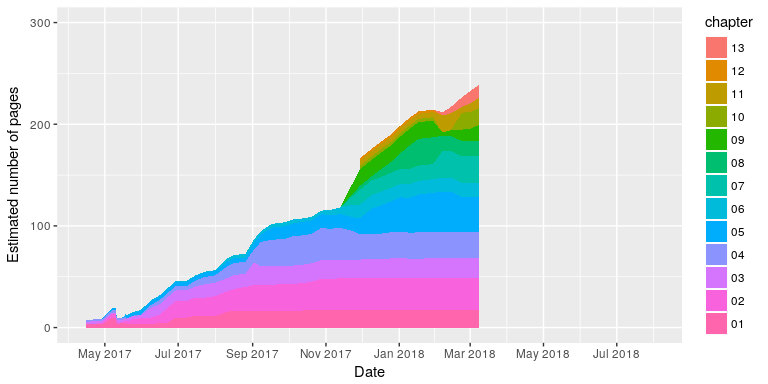 Estimated number of pages
300
200
100
0
May 2017
Jul 2017
Sep 2017
Nov 2017
Jan 2018
Mar 2018
May 2018
Jul 2018
Date
chapter
13
12
11
10
09
08
07
06
05
04
03
02
01